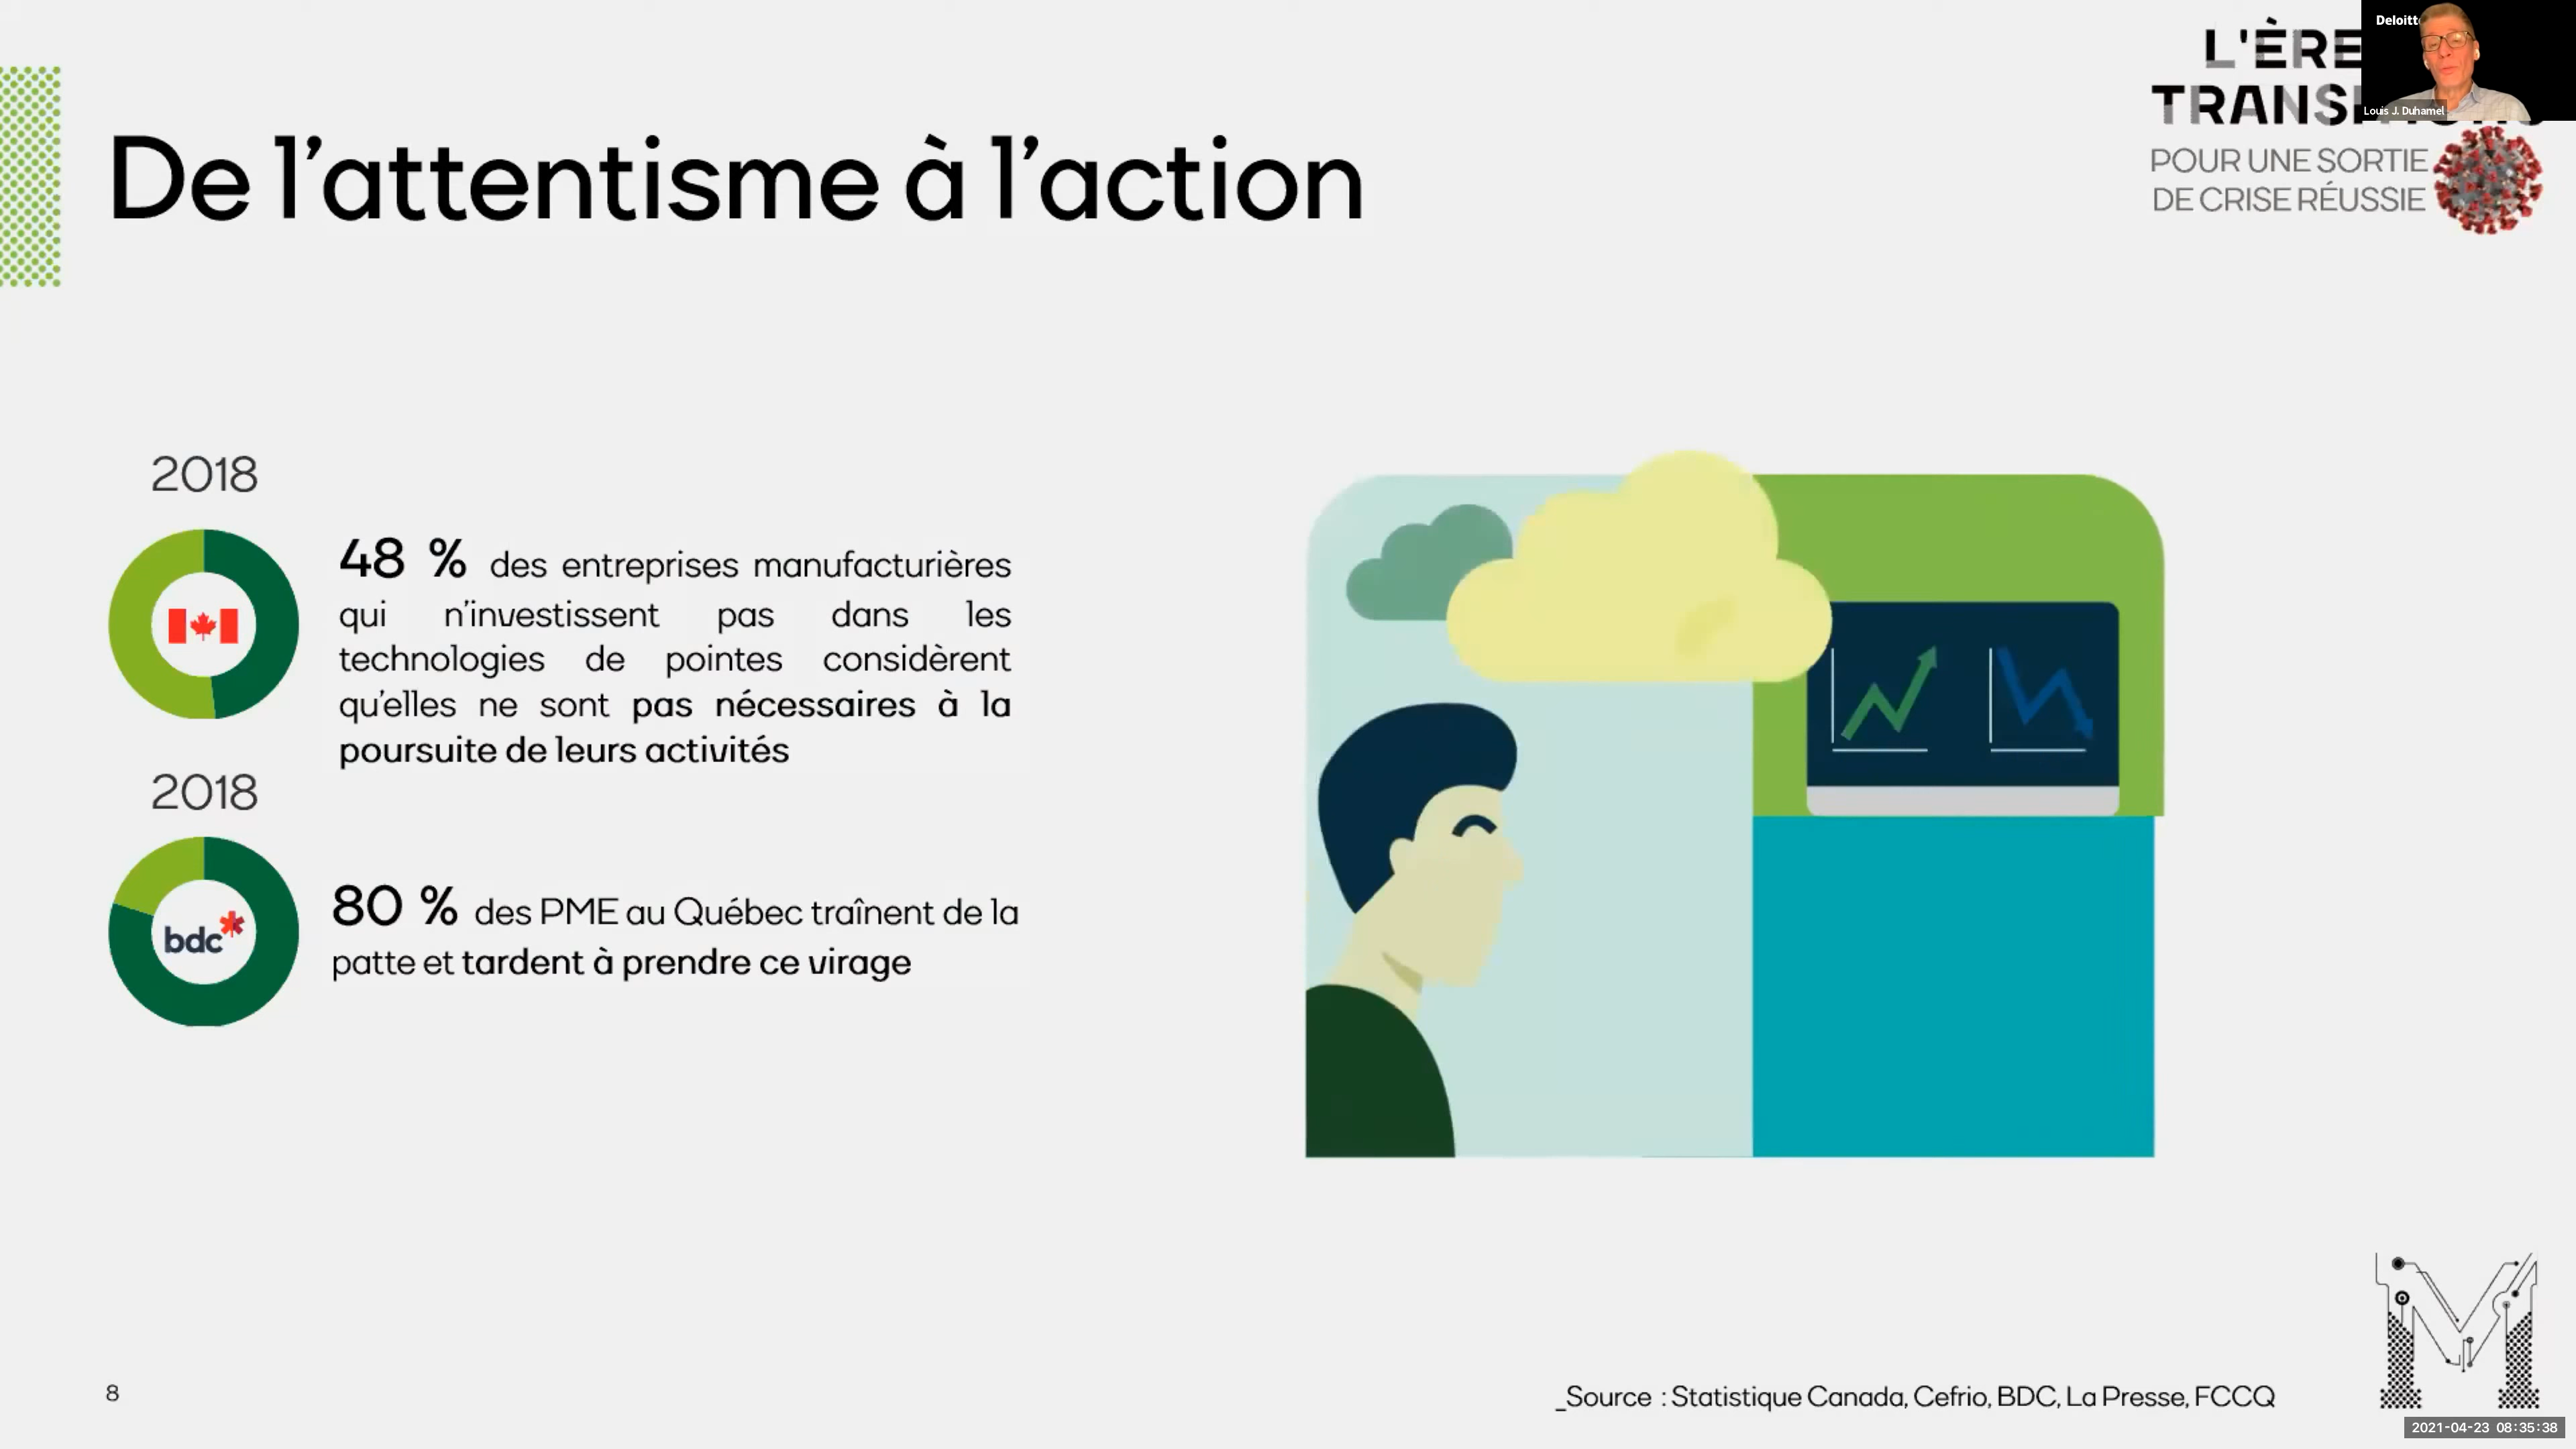 Deloitt
L'ÈRE
TRANS
Louis J. Duhamel
POUR UNE SORTIE
DE CRISE RÉUSSIE
De l'attentisme à l'action
2018
48 % des entreprises manufacturières
qui n'investissent pas dans les
technologies de pointes considèrent
qu'elles ne sont pas nécessaires à la
poursuite de leurs activités
2018
bdc*
80 % des PME au Québec traînent de la
patte et tardent à prendre ce virage
8
_Source : Statistique Canada, Cefrio, BDC, La Presse, FCCQ
M
2021-04-23 08:35:38